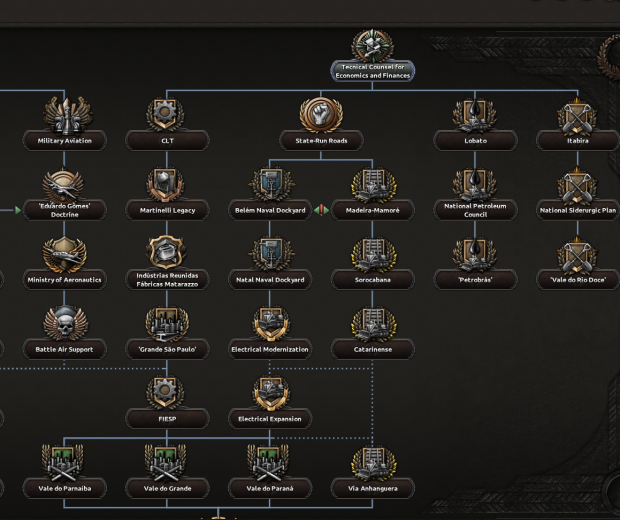 Tecnical Counsel for
Economics and Finances
Military Aviation
CLT
State-Run Roads
Lobato
Itabira
'Eduardo Gomes'
Doctrine
Martinelli Legacy
Belém Naval Dockyard
Madeira-Mamoré
National Petroleum
Council
National Siderurgic Plan
Ministry of Aeronautics
Indústrias Reunidas
Fábricas Matarazzo
Natal Naval Dockyard
Sorocabana
'Petrobrás'
'Vale do Rio Doce'
Battle Air Support
'Grande São Paulo'
Electrical Modernization
Catarinense
FIESP
Electrical Expansion
Vale do Parnaíba
Vale do Grande
Vale do Paraná
Via Anhanguera